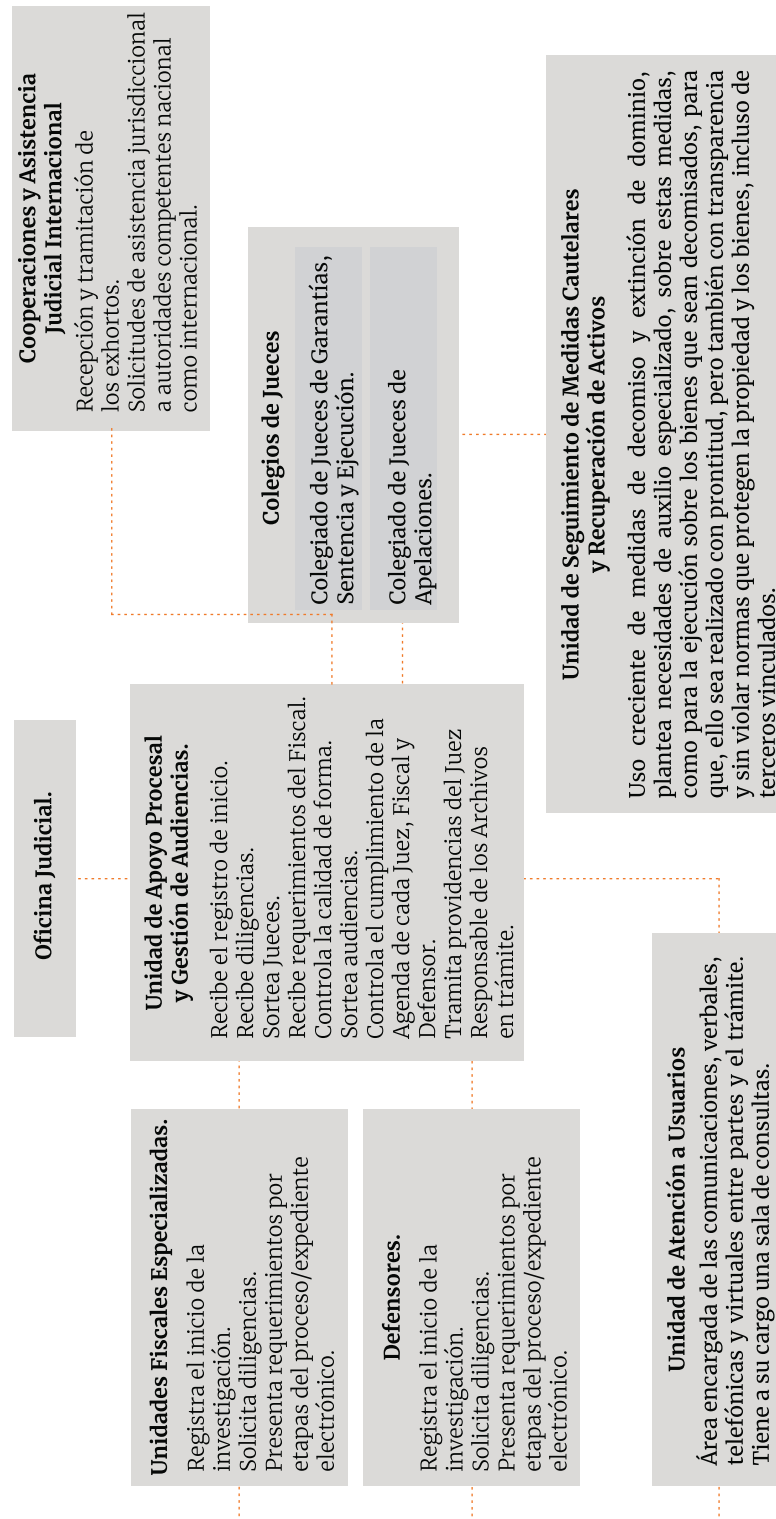 Oficina Judicial.
Unidades Fiscales Especializadas.
Registra el inicio de la
investigación.
Solicita diligencias.
Presenta requerimientos por
etapas del proceso/expediente
electrónico.
Defensores.
Registra el inicio de la
investigación.
Solicita diligencias.
Presenta requerimientos por
etapas del proceso/expediente
electrónico.
Unidad de Apoyo Procesal
y Gestión de Audiencias.
Recibe el registro de inicio.
Recibe diligencias.
Sortea Jueces.
Recibe requerimientos del Fiscal.
Controla la calidad de forma.
Sortea audiencias.
Controla el cumplimiento de la
Agenda de cada Juez, Fiscal y
Defensor.
Tramita providencias del Juez
Responsable de los Archivos
en trámite.
Cooperaciones y Asistencia
Judicial Internacional
Recepción y tramitación de
los exhortos.
Solicitudes de asistencia jurisdiccional
a autoridades competentes nacional
como internacional.
Colegios de Jueces
Colegiado de Jueces de Garantías,
Sentencia y Ejecución.
Colegiado de Jueces de
Apelaciones.
Unidad de Atención a Usuarios
Área encargada de las comunicaciones, verbales,
telefónicas y virtuales entre partes y el trámite.
Tiene a su cargo una sala de consultas.
Unidad de Seguimiento de Medidas Cautelares
y Recuperación de Activos
Uso creciente de medidas de decomiso y extinción de dominio,
plantea necesidades de auxilio especializado, sobre estas medidas,
como para la ejecución sobre los bienes que sean decomisados, para
que, ello sea realizado con prontitud, pero también con transparencia
y sin violar normas que protegen la propiedad y los bienes, incluso de
terceros vinculados.